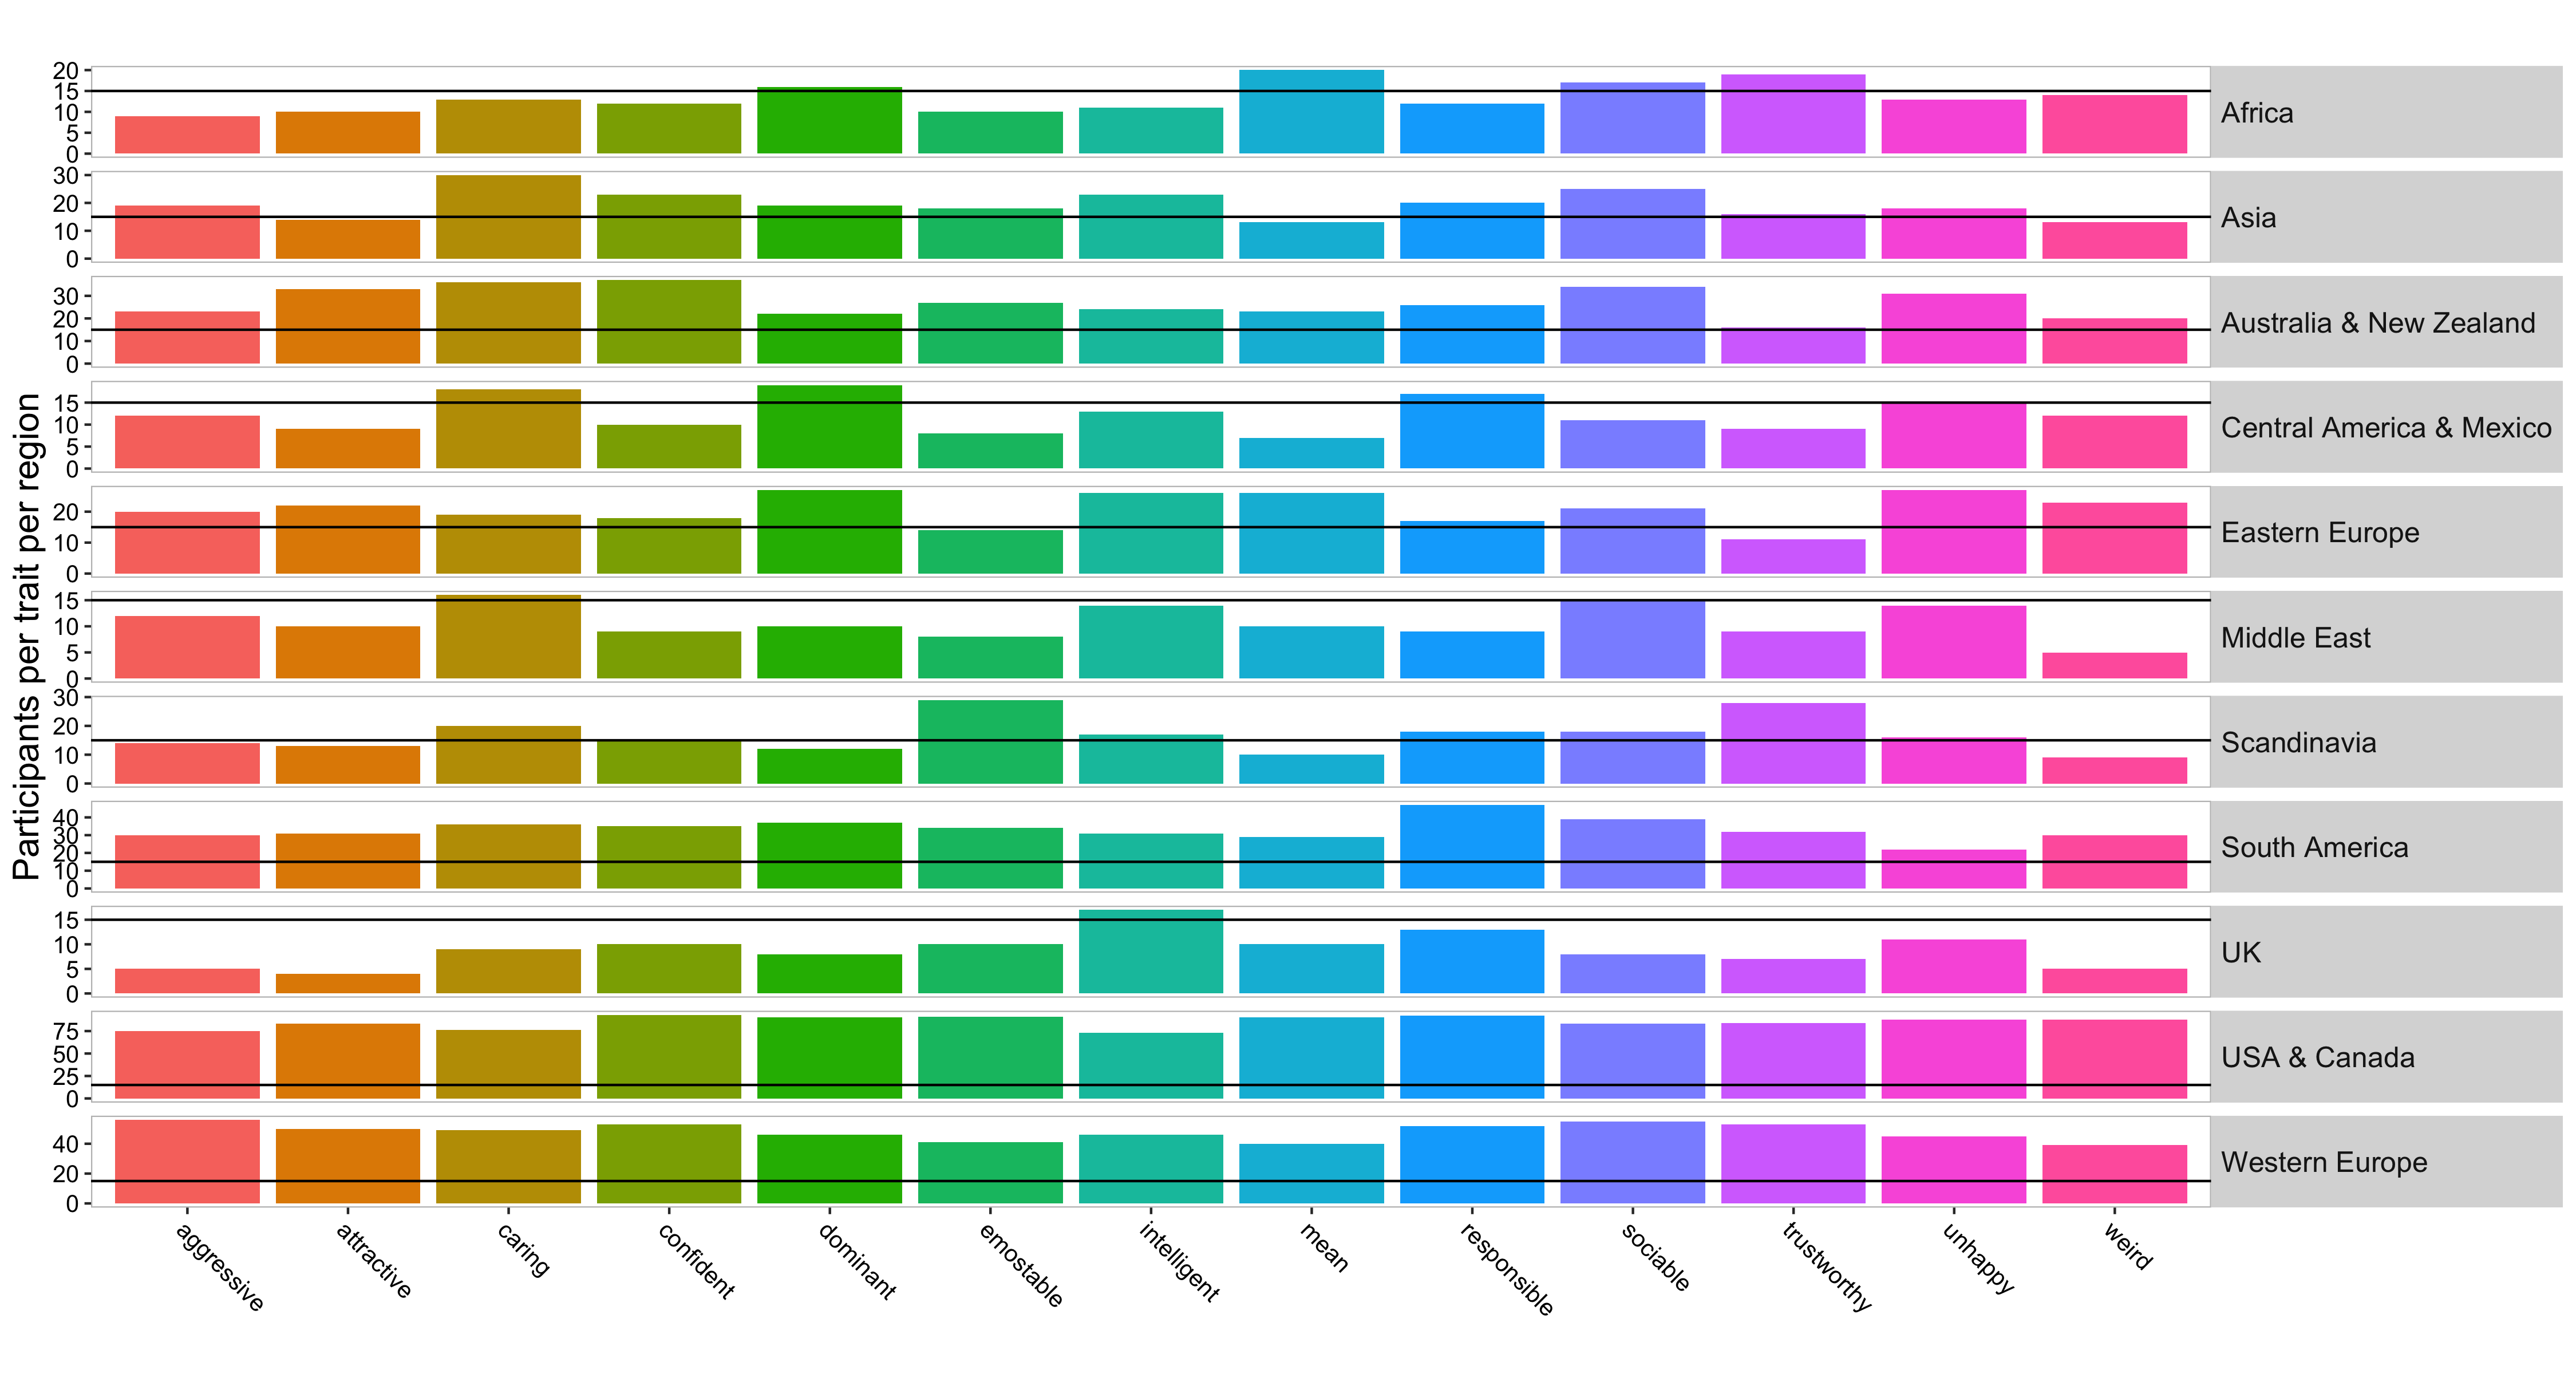 Participants per trait per region
20
15
10
5
0
Africa
30
20
10
0
Asia
30
20
10
0
Australia & New Zealand
15
10
5
0
Central America & Mexico
20
10
0
Eastern Europe
15
10
5
0
Middle East
30
20
10
0
Scandinavia
40
30
20
10
0
South America
15
10
5
0
UK
75
50
25
0
USA & Canada
40
20
0
Western Europe
aggressive
attractive
caring
confident
dominant
emostable
intelligent
mean
responsible
sociable
trustworthy
unhappy
weird